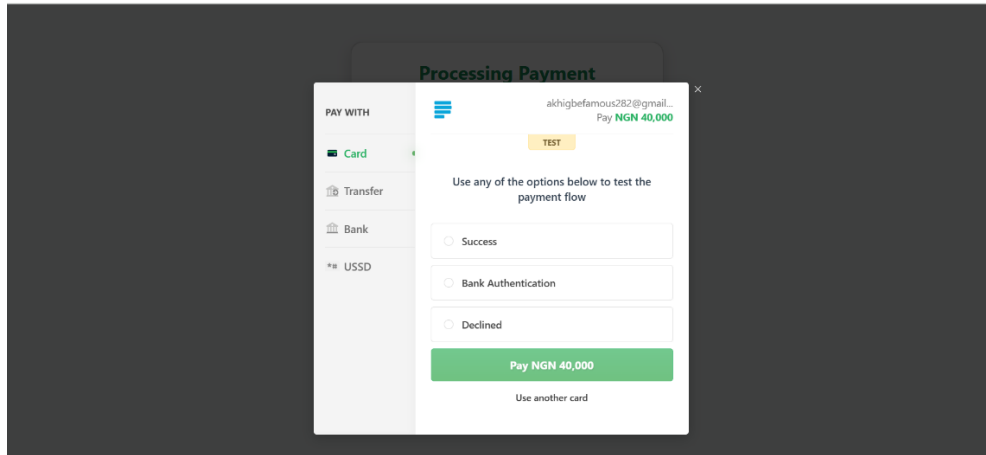 Processing Payment
PAY WITH
Card
Transfer
Bank
USSD
akhigbefamous282@gmail...
Pay NGN 40,000
TEST
Use any of the options below to test the
payment flow
Success
Bank Authentication
Declined
Pay NGN 40,000
Use another card